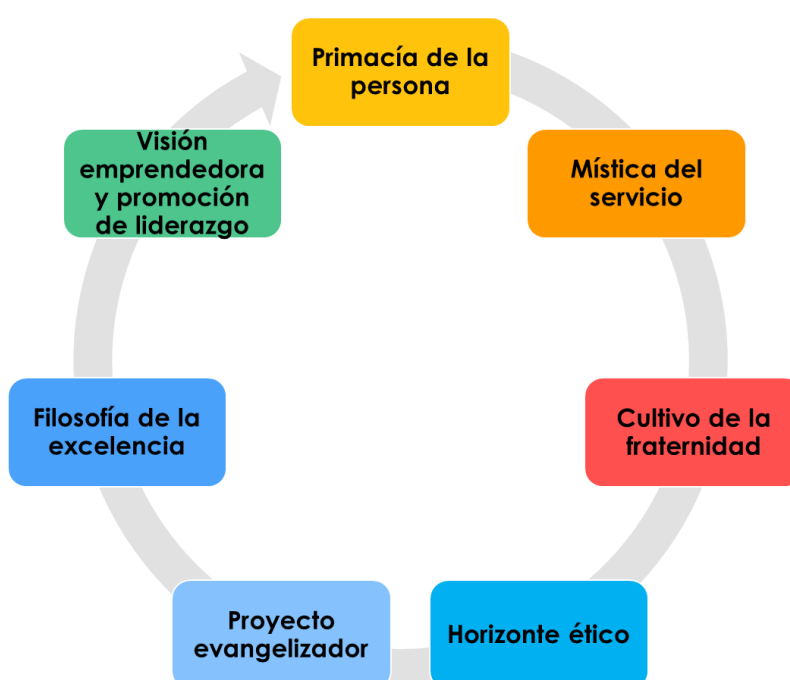 Primacía de la
persona
Mística del
servicio
Cultivo de la
fraternidad
Horizonte ético
Proyecto
evangelizador
Filosofía de la
excelencia
Visión
emprendedora
y promoción
de liderazgo